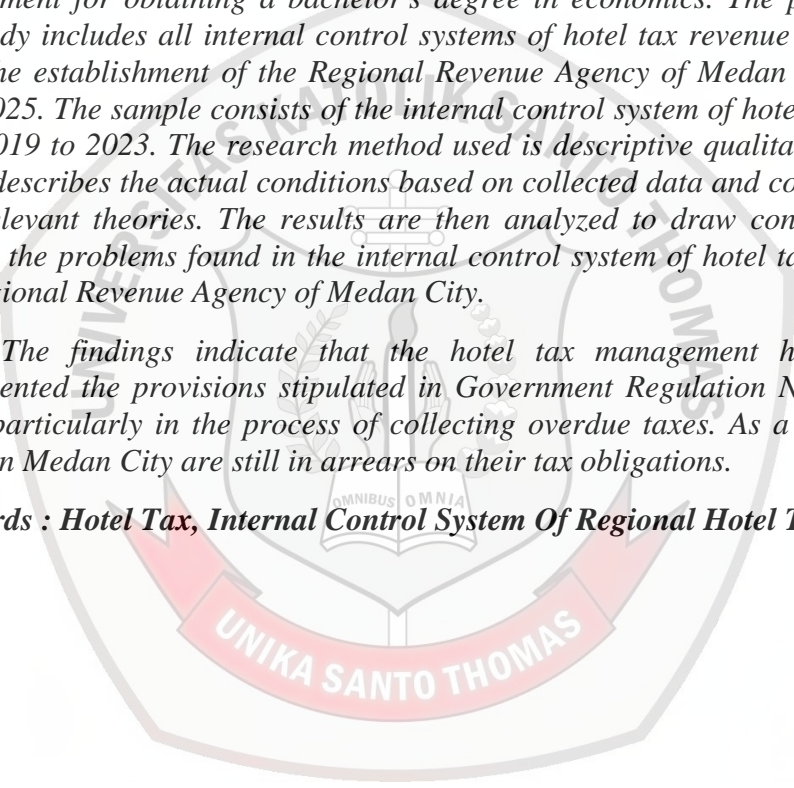 ment for obtaining a bachelor's degree in economics. The p
dy includes all internal control systems of hotel tax revenue
he establishment of the Regional Revenue Agency of Medan
025. The sample consists of the internal control system of hote
019 to 2023. The research method used is descriptive qualita
describes the actual conditions based on collected data and co
elevant theories. The results are then analyzed to draw con
the problems found in the internal control system of hotel ta
gional Revenue Agency of Medan City.
The findings indicate that the hotel tax management h
ented the provisions stipulated in Government Regulation N
particularly in the process of collecting overdue taxes. As a
n Medan City are still in arrears on their tax obligations.
rds : Hotel Tax, Internal Control System Of Regional Hotel T
UNIVERSITAS KATOLIK SANTO THOMAS
OMNIBUS OMNIA
UNIKA SANTO THOMAS